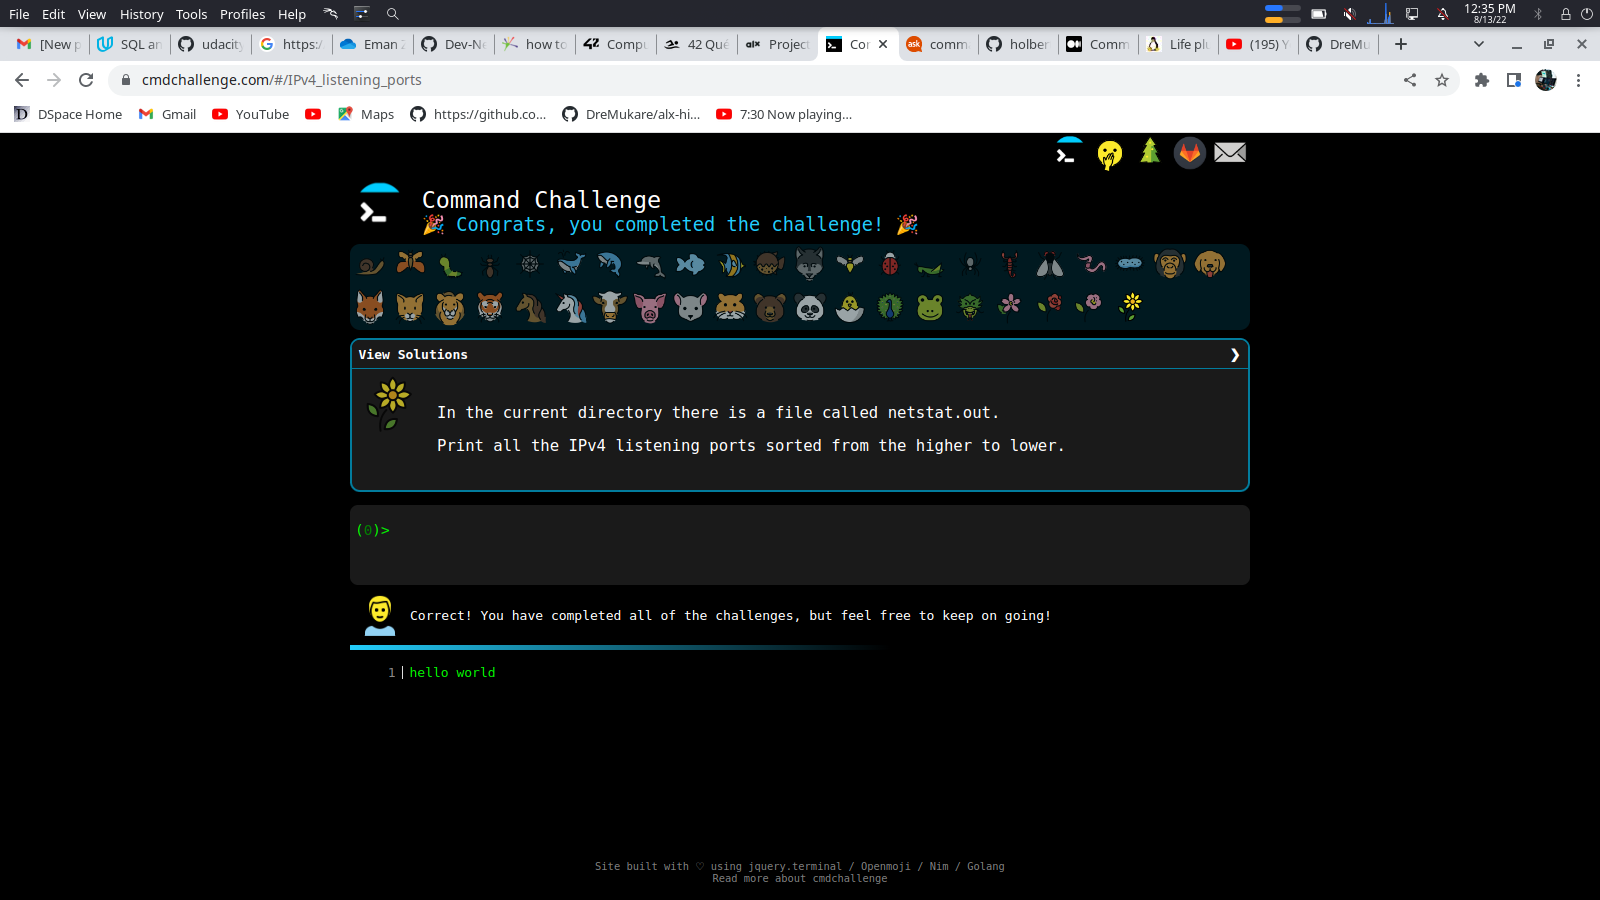 File Edit View History Tools Profiles Help 12:35 PM
8/13/22
[New p SQL an udacity https:/ Eman Dev-Ne how to Compu 42 Qué Project Con comm holber Comm Life plu (195) Y DreMu
cmdchallenge.com/#/IPv4_listening_ports
DSpace Home Gmail YouTube Maps https://github.co... DreMukare/alx-hi... 7:30 Now playing...
Command Challenge
Congrats, you completed the challenge!
View Solutions
In the current directory there is a file called netstat.out.
Print all the IPv4 listening ports sorted from the higher to lower.
(0)>
Correct! You have completed all of the challenges, but feel free to keep on going!
1 hello world
Site built with ♡ using jquery.terminal / Openmoji / Nim / Golang
Read more about cmdchallenge